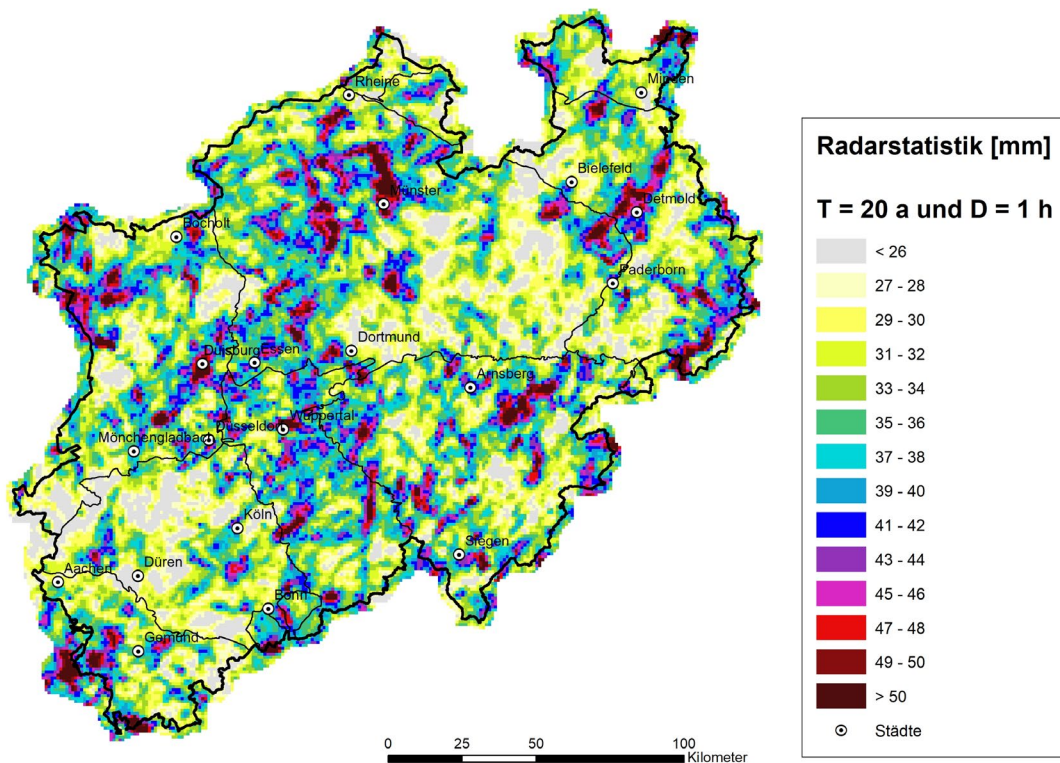 Rheine
Minden
Bielefeld
Münster
Detmold
Bocholt
Paderborn
Dortmund
Duisburg
Essen
Arnsberg
Wuppertal
Düsseldorf
Mönchengladbach
Köln
Siegen
Düren
Aachen
Bonn
Gemünd
0 25 50 100
Kilometer
Radarstatistik [mm]
T = 20 a und D = 1 h
< 26
27 - 28
29 - 30
31 - 32
33 - 34
35 - 36
37 - 38
39 - 40
41 - 42
43 - 44
45 - 46
47 - 48
49 - 50
> 50
Städte